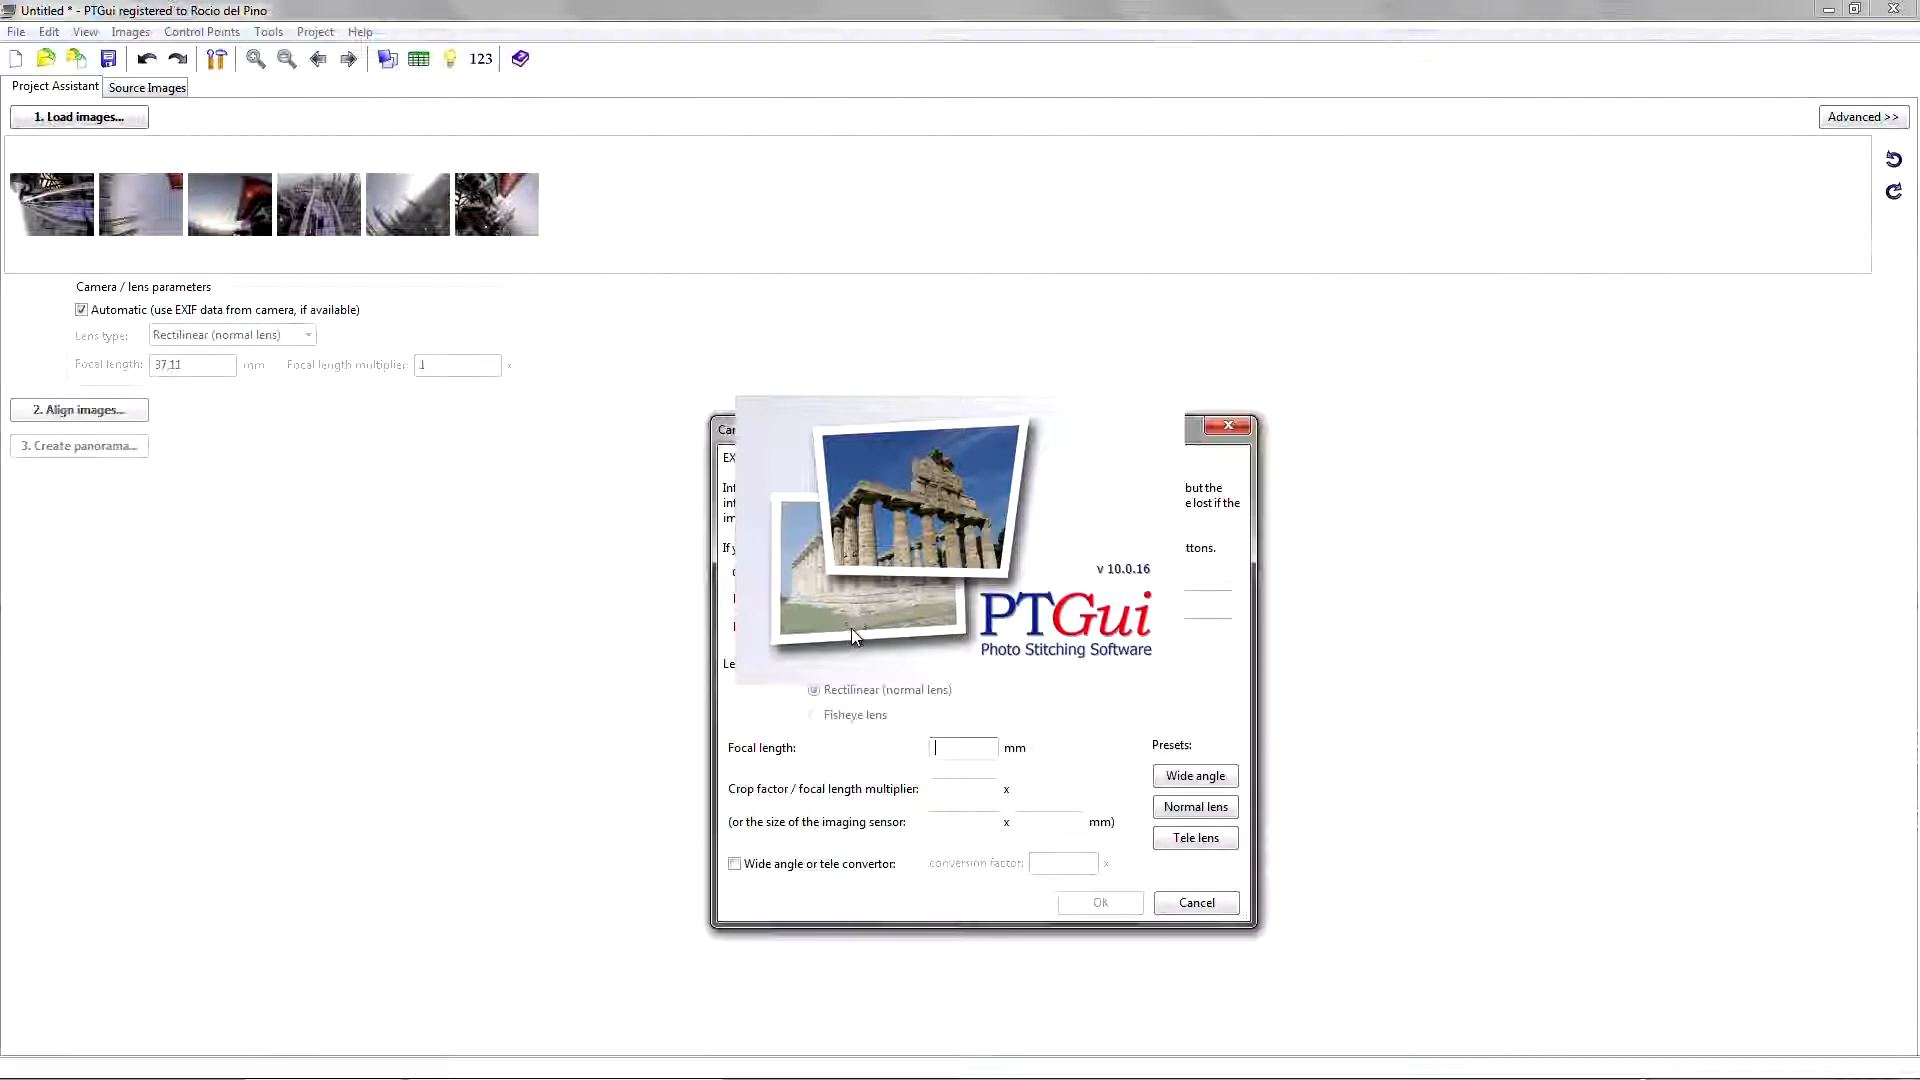 Untitled * - PTGui registered to Rocio del Pino
File Edit View Images Control Points Tools Project Help
123
Project Assistant Source Images
1. Load images...
Advanced >>
Camera / lens parameters
Automatic (use EXIF data from camera, if available)
Lens type: Rectilinear (normal lens)
Focal length: 37,11 mm Focal length multiplier: 1 x
2. Align images...
3. Create panorama...
but the
e lost if the
ttons.
v 10.0.16
PTGui
Photo Stitching Software
Rectilinear (normal lens)
Fisheye lens
Focal length: mm
Presets:
Wide angle
Crop factor / focal length multiplier: x
Normal lens
(or the size of the imaging sensor: x mm)
Tele lens
Wide angle or tele convertor: conversion factor: x
Ok Cancel